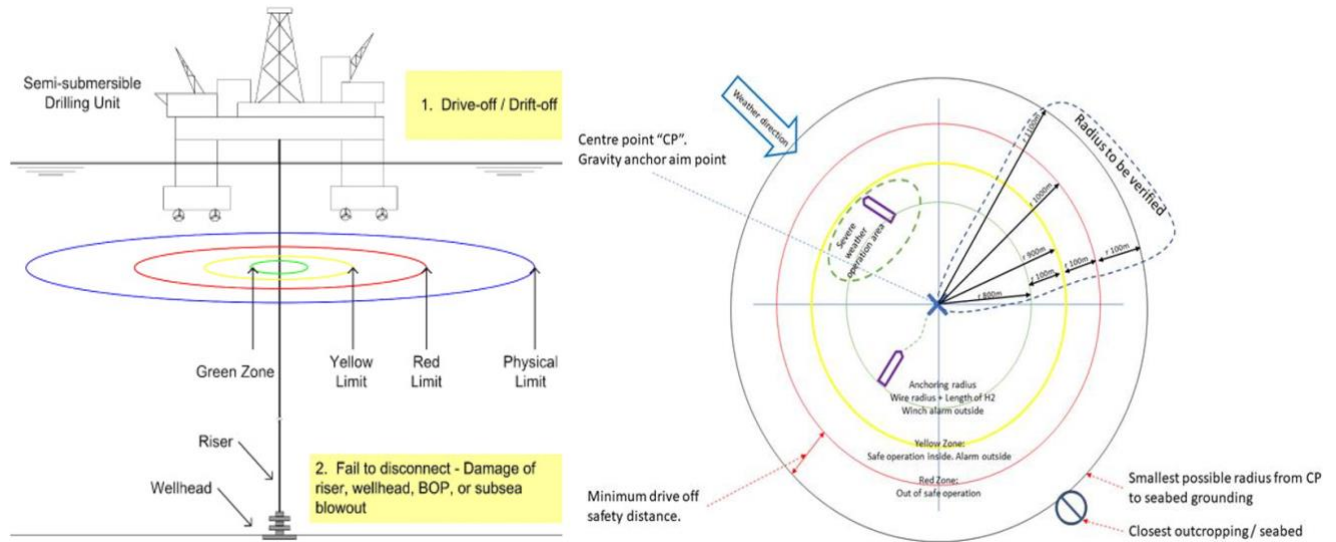 Semi-submersible
Drilling Unit
1. Drive-off / Drift-off
Green Zone
Yellow
Limit
Red
Limit
Physical
Limit
Riser
Wellhead
2. Fail to disconnect - Damage of
riser, wellhead, BOP, or subsea
blowout
Weather direction
Centre point “CP”.
Gravity anchor aim point
Severe
weather
operation area
r 1100m
r 1000m
r 900m
r 800m
r 100m
r 100m
r 100m
Radius to be verified
Anchoring radius
Wire radius + Length of H2
Winch alarm outside
Yellow Zone:
Safe operation inside. Alarm outside
Red Zone:
Out of safe operation
Minimum drive off
safety distance.
Smallest possible radius from CP
to seabed grounding
Closest outcropping / seabed